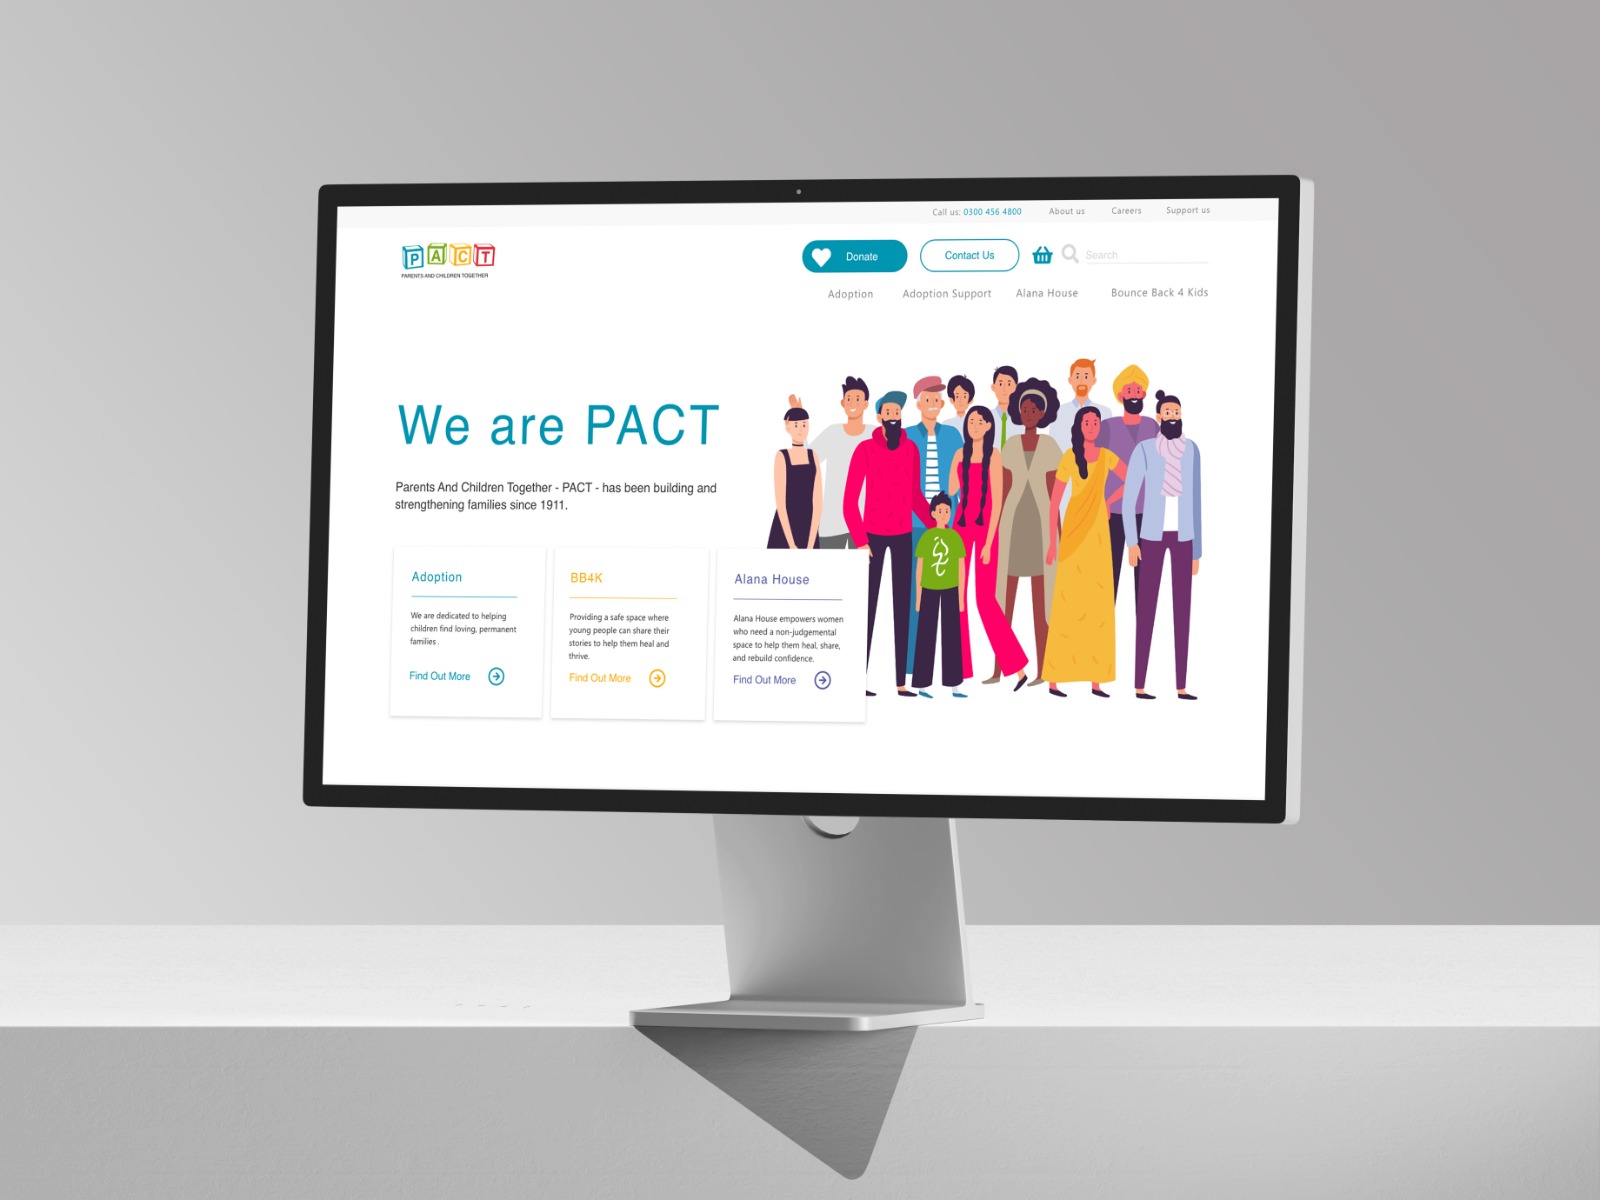 Call us: 0300 456 4800 About us Careers Support us
PACT
PARENTS AND CHILDREN TOGETHER
Donate Contact Us Search
Adoption Adoption Support Alana House Bounce Back 4 Kids
We are PACT
Parents And Children Together - PACT - has been building and
strengthening families since 1911.
Adoption
We are dedicated to helping
children find loving, permanent
families .
Find Out More
BB4K
Providing a safe space where
young people can share their
stories to help them heal and
thrive.
Find Out More
Alana House
Alana House empowers women
who need a non-judgemental
space to help them heal, share,
and rebuild confidence.
Find Out More